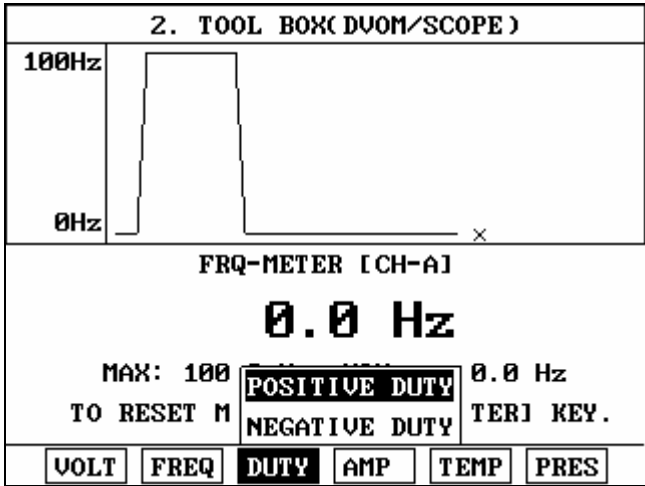 2. TOOL BOX(DVOM/SCOPE)
100Hz
0Hz
FRQ-METER [CH-A]
0.0 Hz
MAX: 100 0.0 Hz
POSITIVE DUTY
TO RESET M TER] KEY.
NEGATIVE DUTY
VOLT FREQ DUTY AMP TEMP PRES